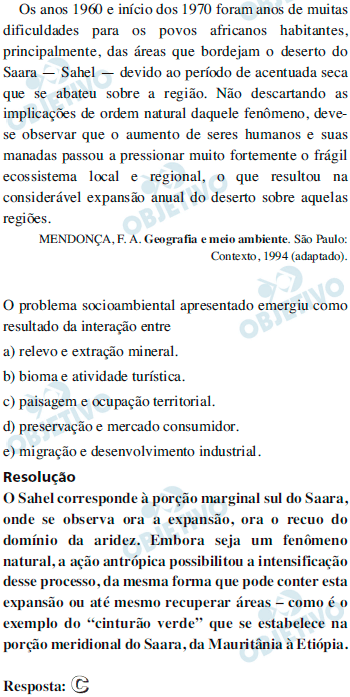 Os anos 1960 e início dos 1970 foram anos de muitas
dificuldades para os povos africanos habitantes,
principalmente, das áreas que bordejam o deserto do
Saara — Sahel — devido ao período de acentuada seca
que se abateu sobre a região. Não descartando as
implicações de ordem natural daquele fenômeno, deve-
se observar que o aumento de seres humanos e suas
manadas passou a pressionar muito fortemente o frágil
ecossistema local e regional, o que resultou na
considerável expansão anual do deserto sobre aquelas
regiões.
MENDONÇA, F. A. Geografia e meio ambiente. São Paulo:
Contexto, 1994 (adaptado).
O problema socioambiental apresentado emergiu como
resultado da interação entre
a) relevo e extração mineral.
b) bioma e atividade turística.
c) paisagem e ocupação territorial.
d) preservação e mercado consumidor.
e) migração e desenvolvimento industrial.
Resolução
O Sahel corresponde à porção marginal sul do Saara,
onde se observa ora a expansão, ora o recuo do
domínio da aridez. Embora seja um fenômeno
natural, a ação antrópica possibilitou a intensificação
desse processo, da mesma forma que pode conter esta
expansão ou até mesmo recuperar áreas – como é o
exemplo do “cinturão verde” que se estabelece na
porção meridional do Saara, da Mauritânia à Etiópia.
Resposta: C
OBJETIVO
OBJETIVO
OBJETIVO
OBJETIVO
OBJETIVO
OBJETIVO
OBJETIVO